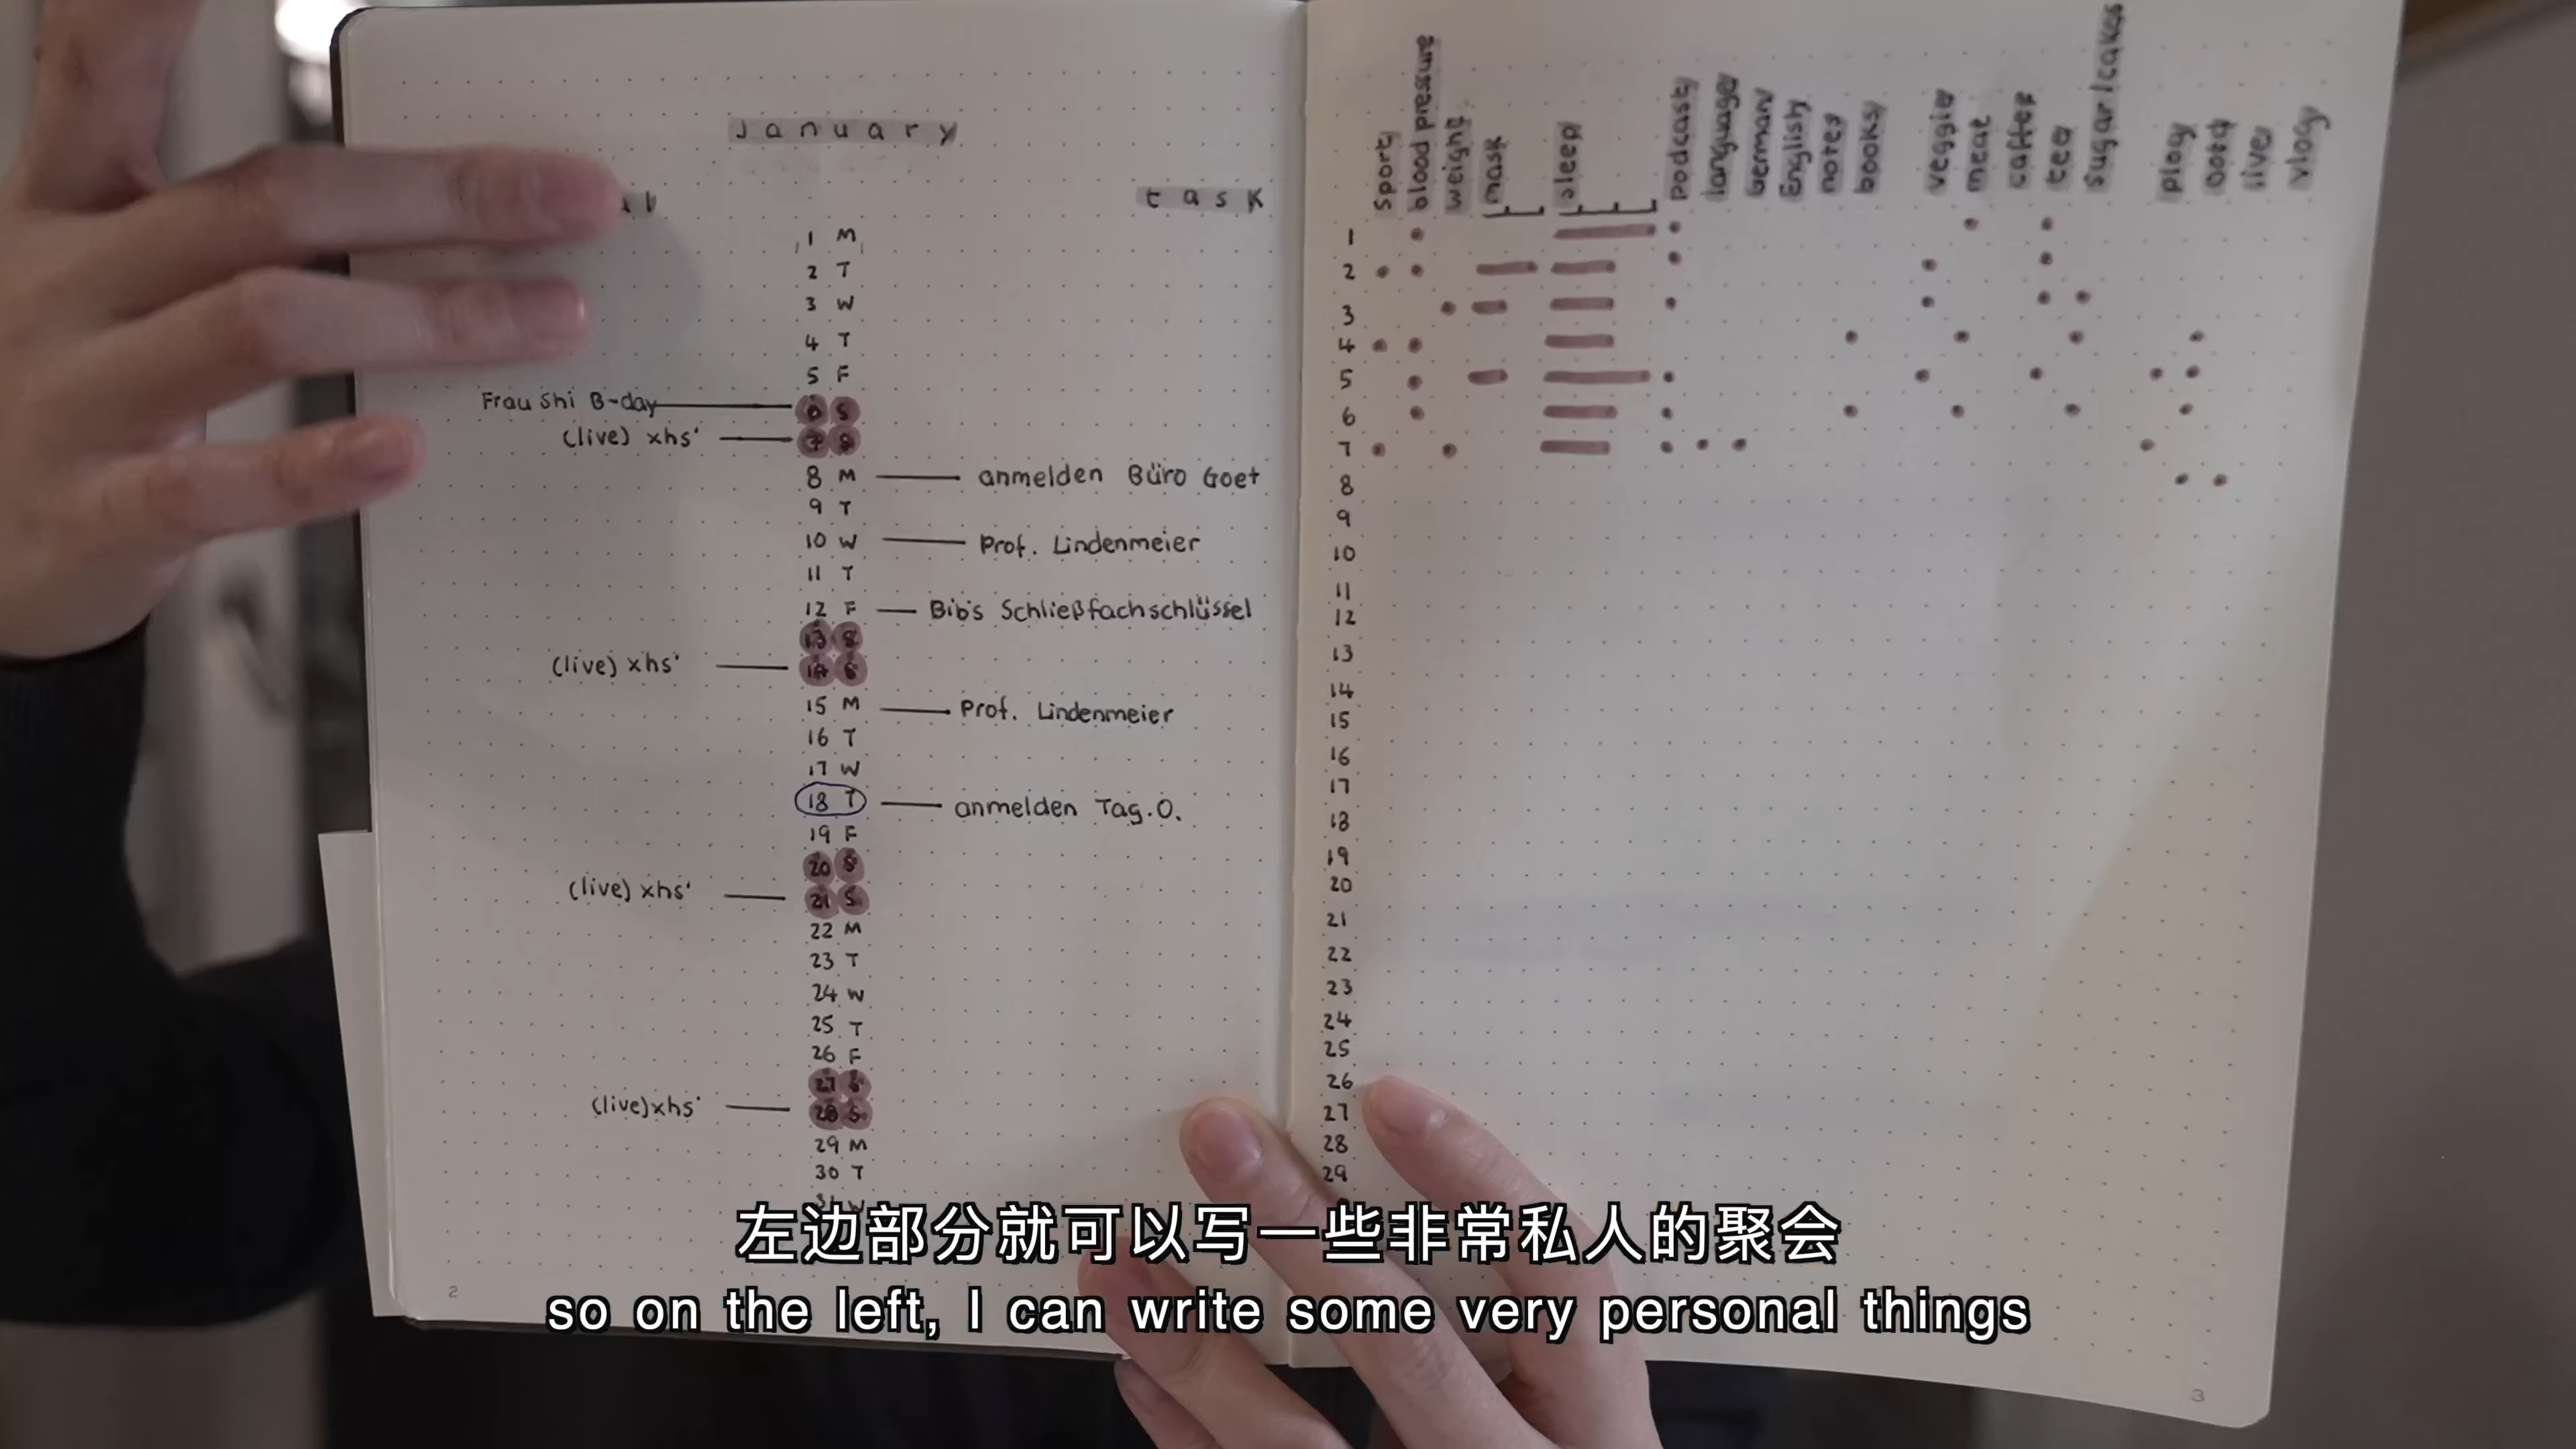 January
task
1 M
2 T
3 W
4 T
5 F
Frau Shi B-day 6 S
(live) xhs' 7 S
8 M anmelden Büro Goet
9 T
10 W Prof. Lindenmeier
11 T
12 F Bib's Schließfachschlüssel
13 S
(live) xhs' 14 S
15 M Prof. Lindenmeier
16 T
17 W
18 T anmelden Tag.O.
19 F
20 S
(live) xhs' 21 S
22 M
23 T
24 W
25 T
26 F
27 S
(live) xhs' 28 S
29 M
30 T
31 W
2
sport
blood pressure
weight
mask
sleep
podcasty
language
German
English
notes
booksy
veggie
meat
coffee
tea
sugar/cakes
plog
ootd
live
vlogy
1
2
3
4
5
6
7
8
9
10
11
12
13
14
15
16
17
18
19
20
21
22
23
24
25
26
27
28
29
3
左边部分就可以写一些非常私人的聚会
so on the left, I can write some very personal things